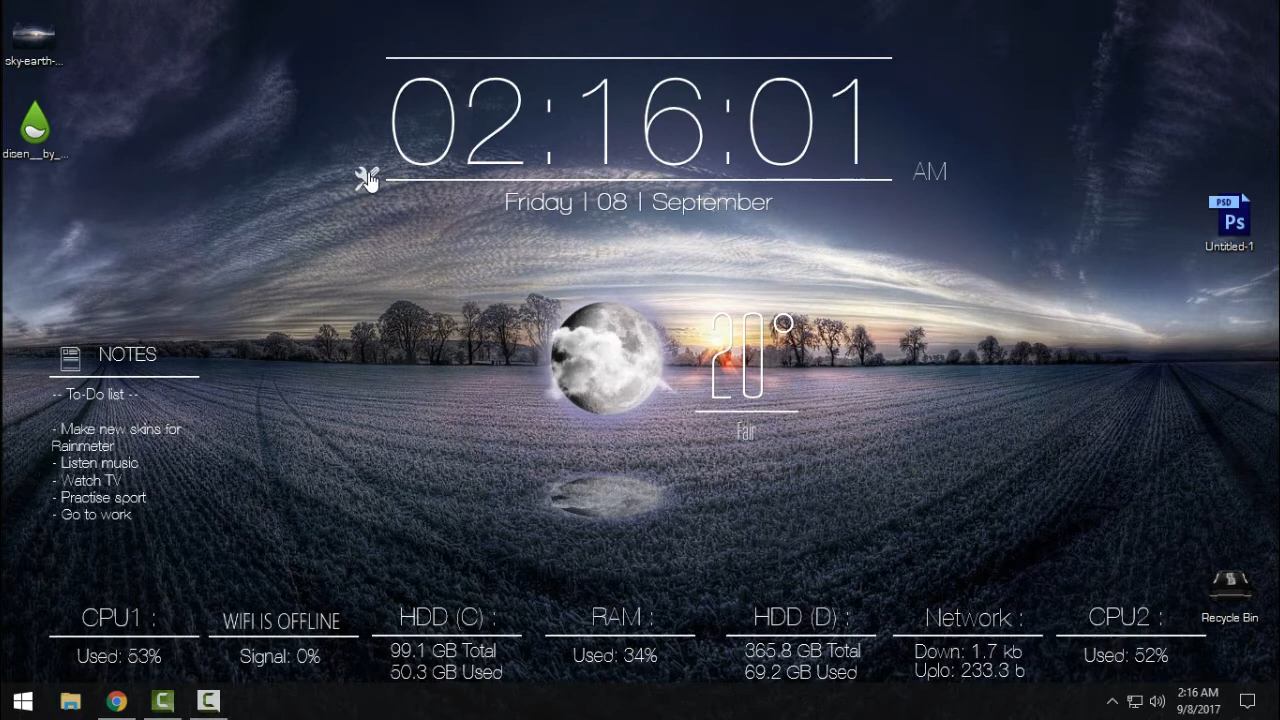 sky-earth-...
disen__by_...
02:16:01
AM
Friday | 08 | September
PSD
Ps
Untitled-1
20°
Fair
NOTES
-- To-Do list --
- Make new skins for
Rainmeter
- Listen music
- Watch TV
- Practise sport
- Go to work
Recycle Bin
CPU1 :
Used: 53%
WIFI IS OFFLINE
Signal: 0%
HDD (C) :
99.1 GB Total
50.3 GB Used
RAM :
Used: 34%
HDD (D) :
365.8 GB Total
69.2 GB Used
Network :
Down: 1.7 kb
Uplo: 233.3 b
CPU2 :
Used: 52%
2:16 AM
9/8/2017